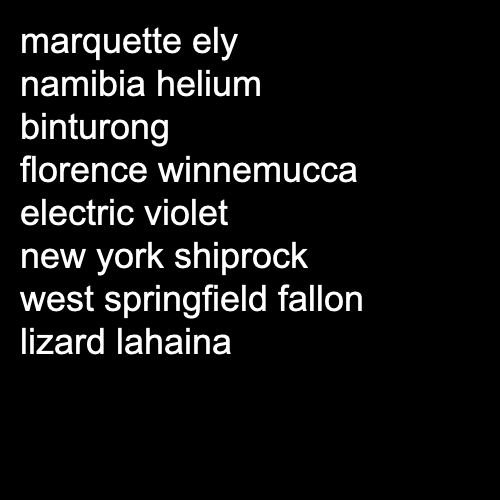 marquette ely
namibia helium
binturong
florence winnemucca
electric violet
new york shiprock
west springfield fallon
lizard lahaina